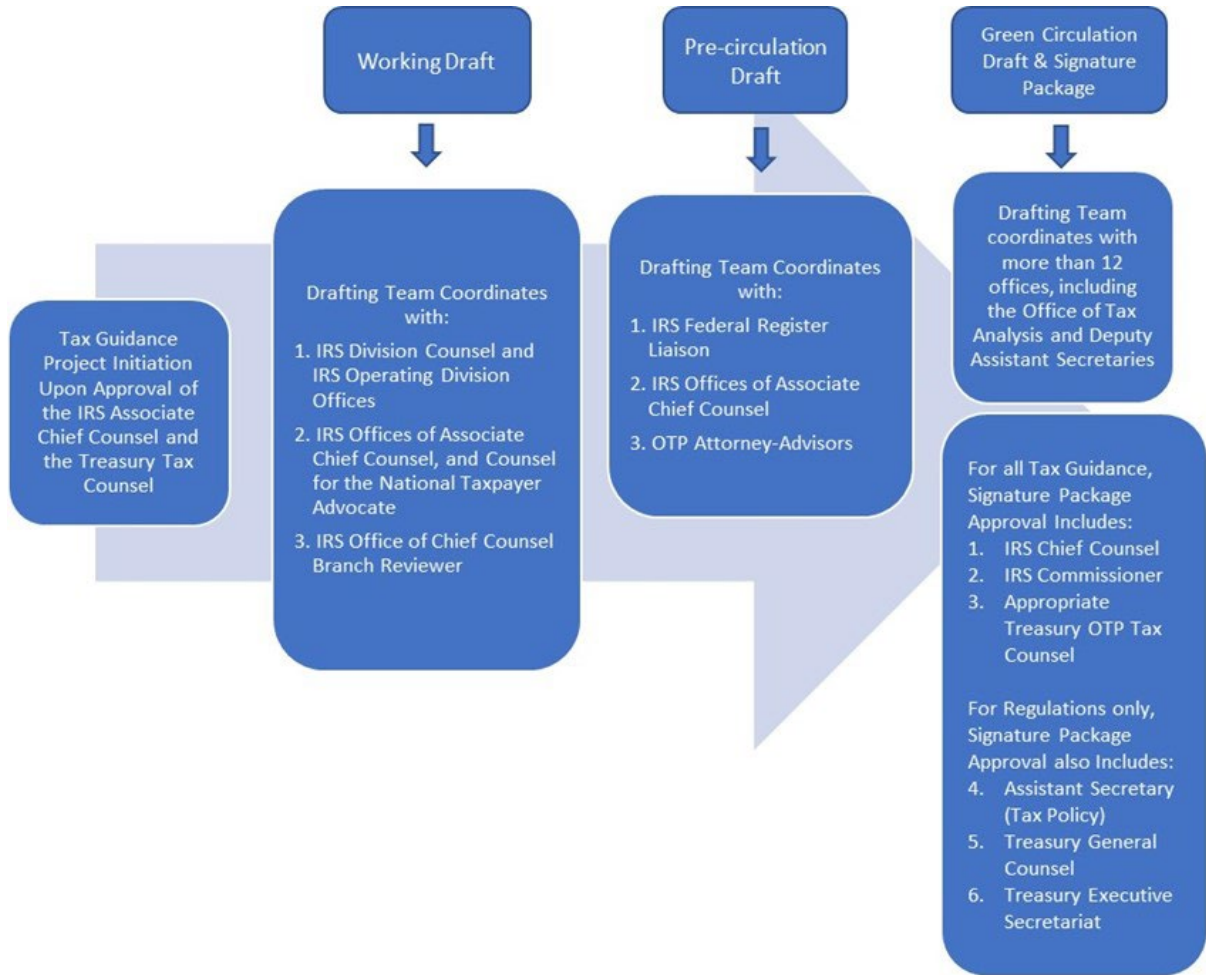 Tax Guidance
Project Initiation
Upon Approval of
the IRS Associate
Chief Counsel and
the Treasury Tax
Counsel
Working Draft
Drafting Team Coordinates
with:
1. IRS Division Counsel and
IRS Operating Division
Offices
2. IRS Offices of Associate
Chief Counsel, and Counsel
for the National Taxpayer
Advocate
3. IRS Office of Chief Counsel
Branch Reviewer
Pre-circulation
Draft
Drafting Team Coordinates
with:
1. IRS Federal Register
Liaison
2. IRS Offices of Associate
Chief Counsel
3. OTP Attorney-Advisors
Green Circulation
Draft & Signature
Package
Drafting Team
coordinates with
more than 12
offices, including
the Office of Tax
Analysis and Deputy
Assistant Secretaries
For all Tax Guidance,
Signature Package
Approval Includes:
1. IRS Chief Counsel
2. IRS Commissioner
3. Appropriate
Treasury OTP Tax
Counsel
For Regulations only,
Signature Package
Approval also Includes:
4. Assistant Secretary
(Tax Policy)
5. Treasury General
Counsel
6. Treasury Executive
Secretariat